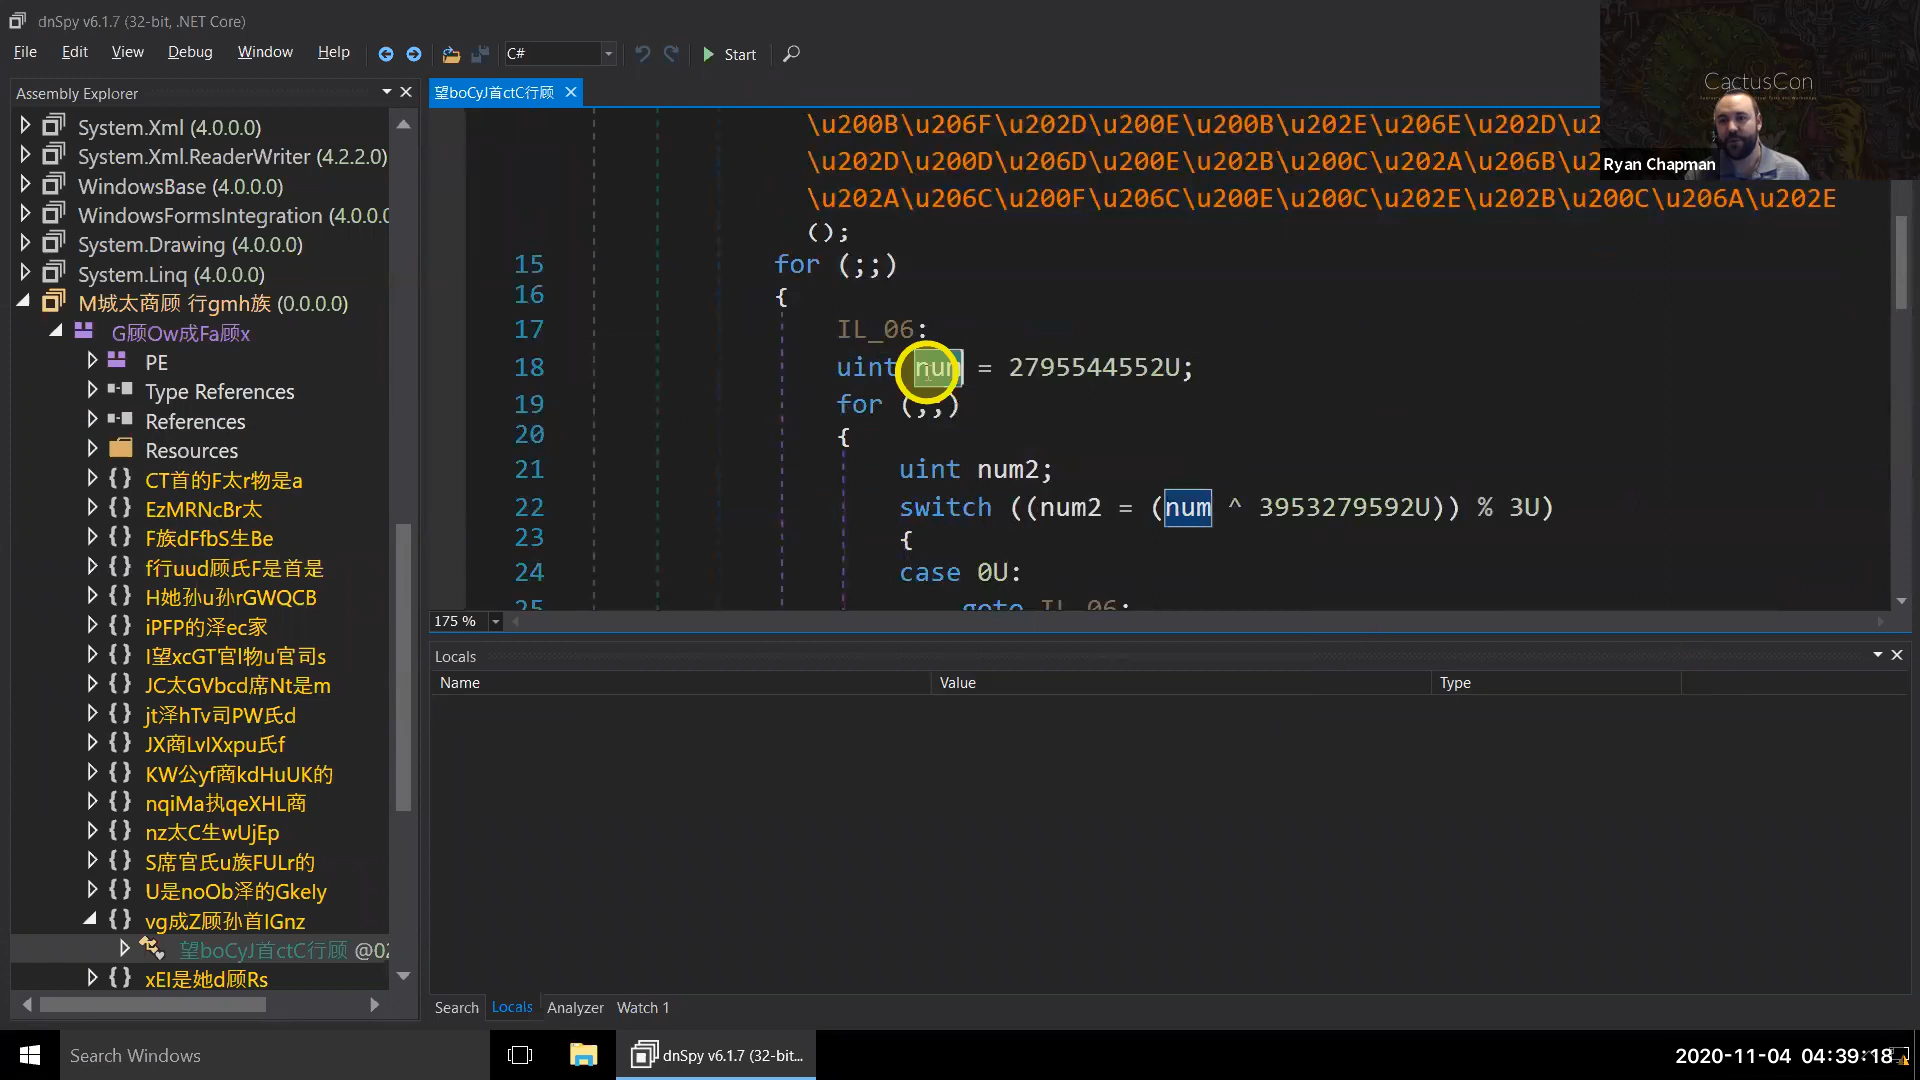 dnSpy v6.1.7 (32-bit, .NET Core)
File Edit View Debug Window Help C# Start
CactusCon
Ryan Chapman
Assembly Explorer
System.Xml (4.0.0.0)
System.Xml.ReaderWriter (4.2.2.0)
WindowsBase (4.0.0.0)
WindowsFormsIntegration (4.0.0.0
System.Drawing (4.0.0.0)
System.Linq (4.0.0.0)
M城太商顾 行gmh族 (0.0.0.0)
G顾Ow成Fa顾x
PE
Type References
References
Resources
CT首的F太r物是a
EzMRNcBr太
F族dFfbS生Be
f行uud顾氏F是首是
H她孙u孙rGWQCB
iPFP的泽ec家
I望xcGT官I物u官司s
JC太GVbcd席Nt是m
jt泽hTv司PW氏d
JX商LvIXxpu氏f
KW公yf商kdHuUK的
nqiMa执qeXHL商
nz太C生wUjEp
S席官氏u族FULr的
U是noOb泽的Gkely
vg成Z顾孙首IGnz
望boCyJ首ctC行顾 @02
xEI是她d顾Rs
望boCyJ首ctC行顾
\u200B\u206F\u202D\u200E\u200B\u202E\u206E\u202D\u2
\u202D\u200D\u206D\u200E\u202B\u200C\u202A\u206B\u2
\u202A\u206C\u200F\u206C\u200E\u200C\u202E\u202B\u200C\u206A\u202E
();
15 for (;;)
16 {
17 IL_06:
18 uint num = 2795544552U;
19 for (;;)
20 {
21 uint num2;
22 switch ((num2 = (num ^ 3953279592U)) % 3U)
23 {
24 case 0U:
25 goto IL_06;
175 %
Locals
Name Value Type
Search Locals Analyzer Watch 1
Search Windows
dnSpy v6.1.7 (32-bit...
2020-11-04 04:39:18